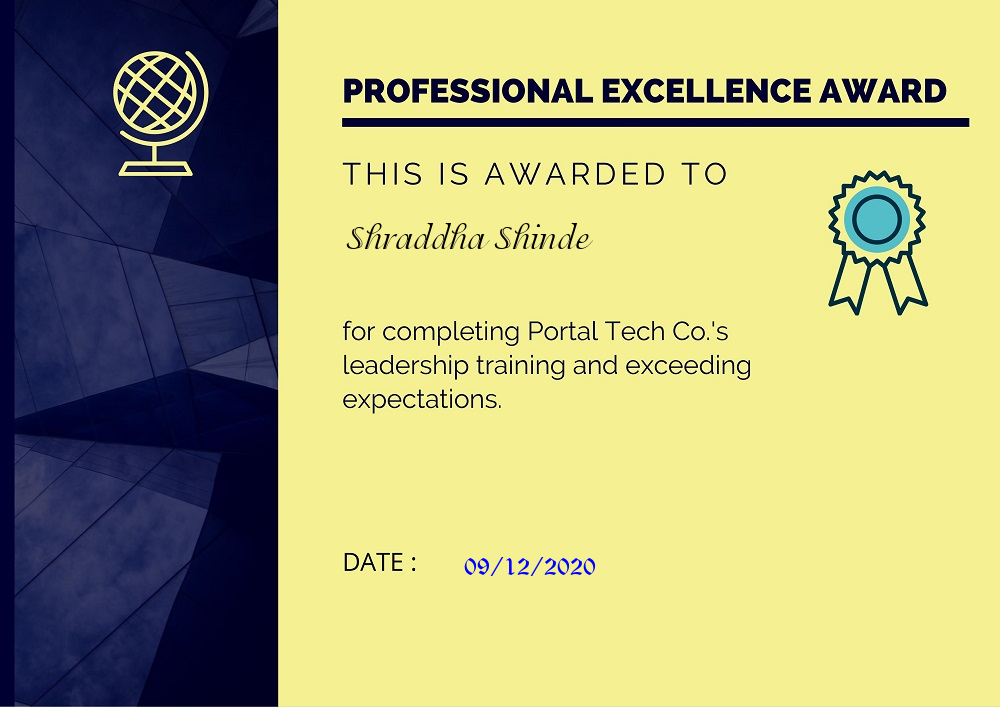 PROFESSIONAL EXCELLENCE AWARD
THIS IS AWARDED TO
Shraddha Shinde
for completing Portal Tech Co.'s
leadership training and exceeding
expectations.
DATE : 09/12/2020